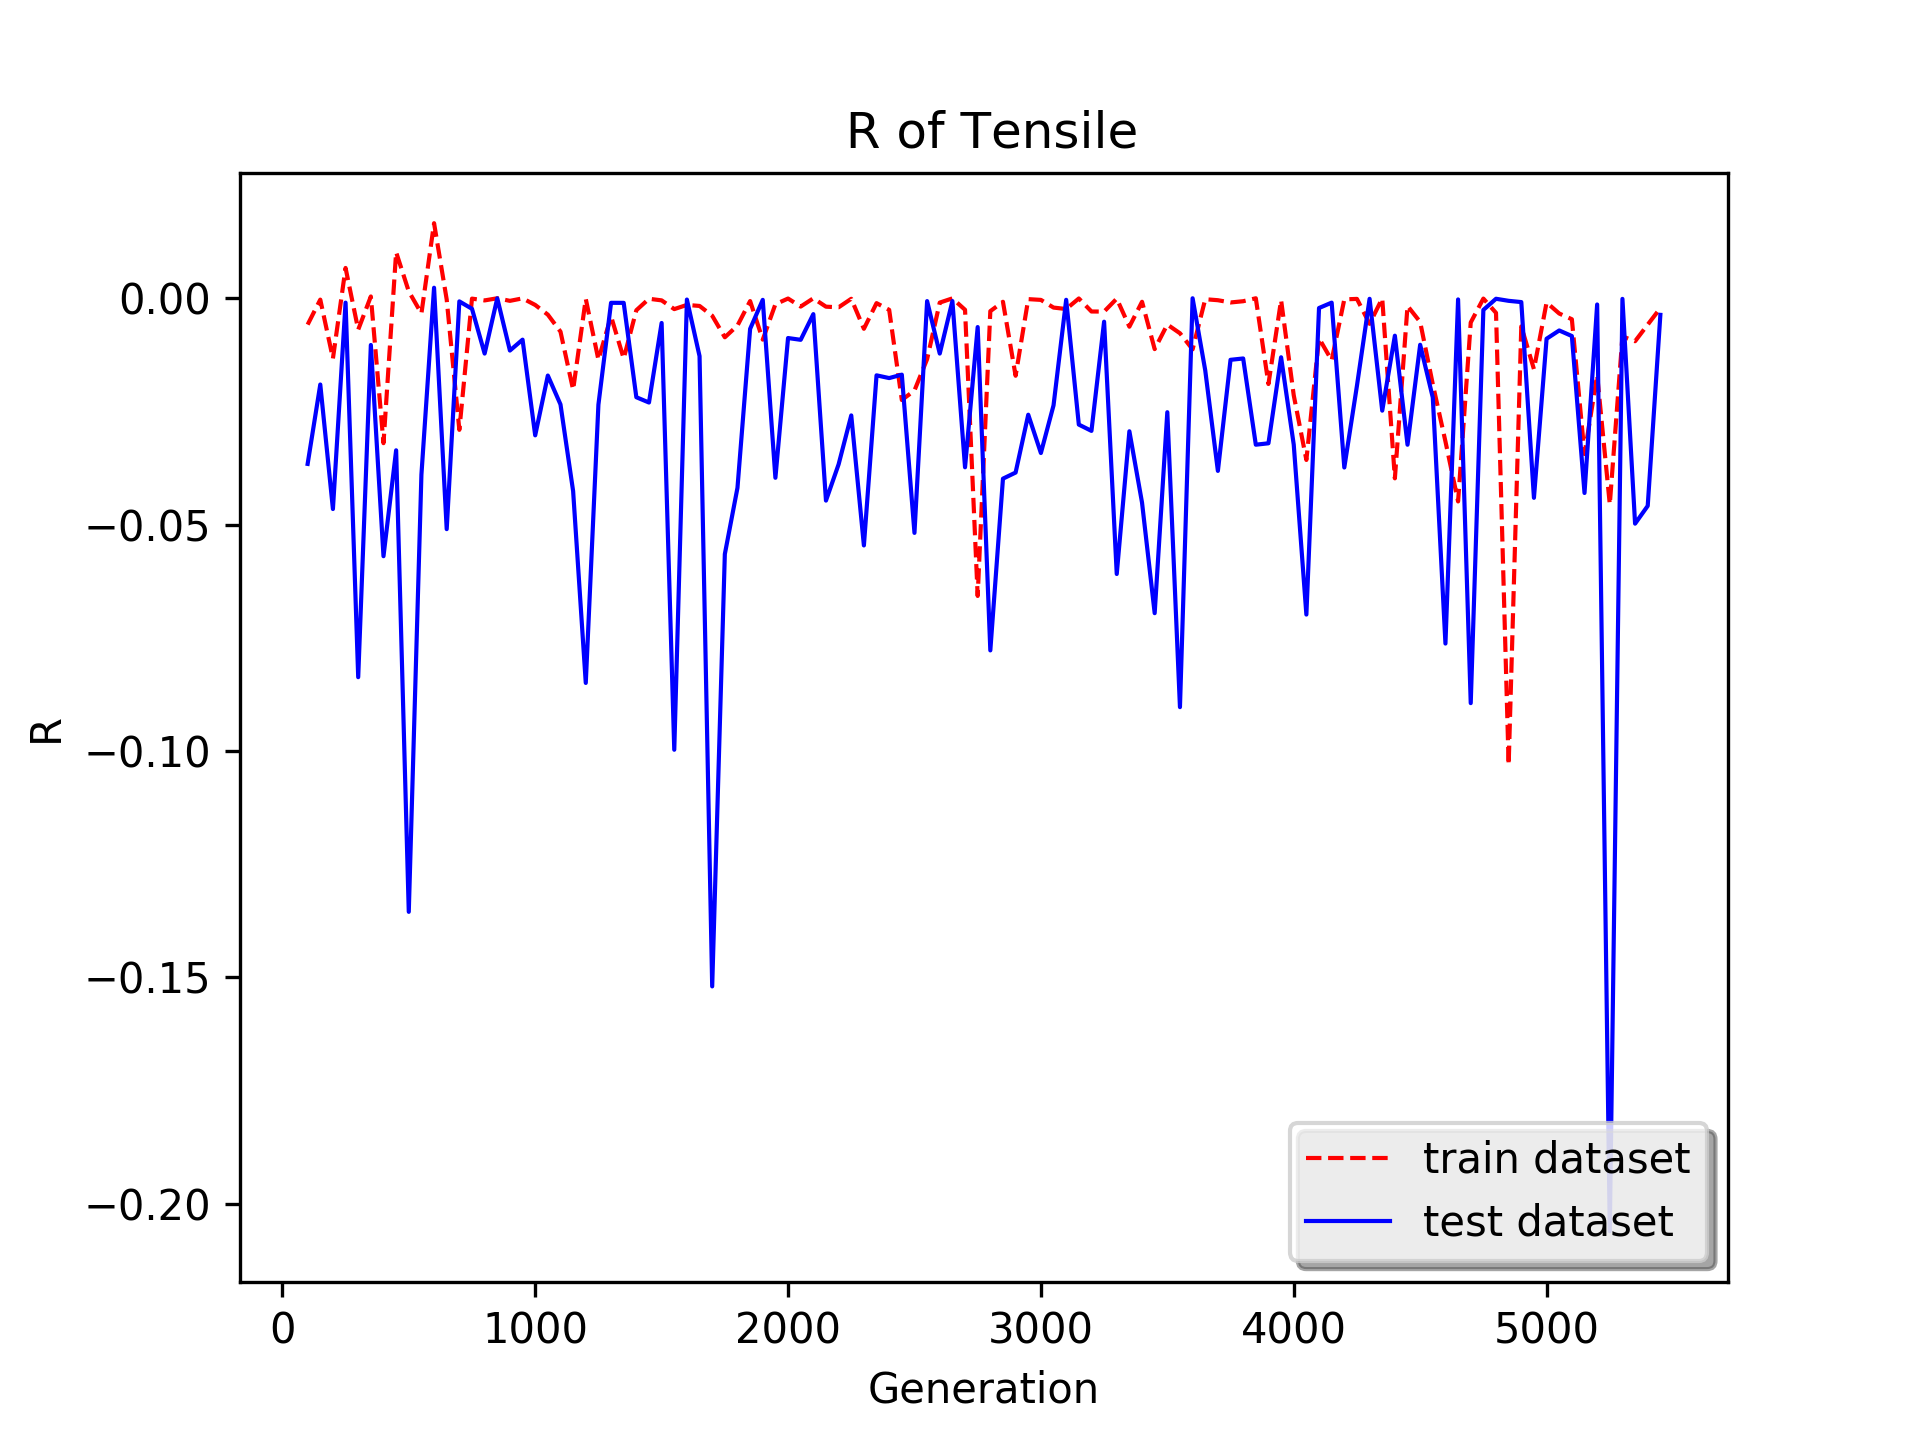 R of Tensile
R
0.00
−0.05
−0.10
−0.15
−0.20
0
1000
2000
3000
4000
5000
Generation
train dataset
test dataset